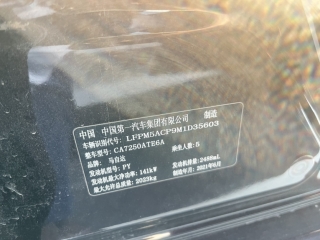 中国 中国第一汽车集团有限公司 制造
车辆识别代号: LFPM5ACP9M1D35603
整车型号: CA7250ATE6A 乘坐人数: 5
品牌: 马自达
发动机型号: PY 发动机排量: 2488mL
发动机最大净功率: 141kW 制造年月: 2021年6月
最大允许总质量: 2023kg